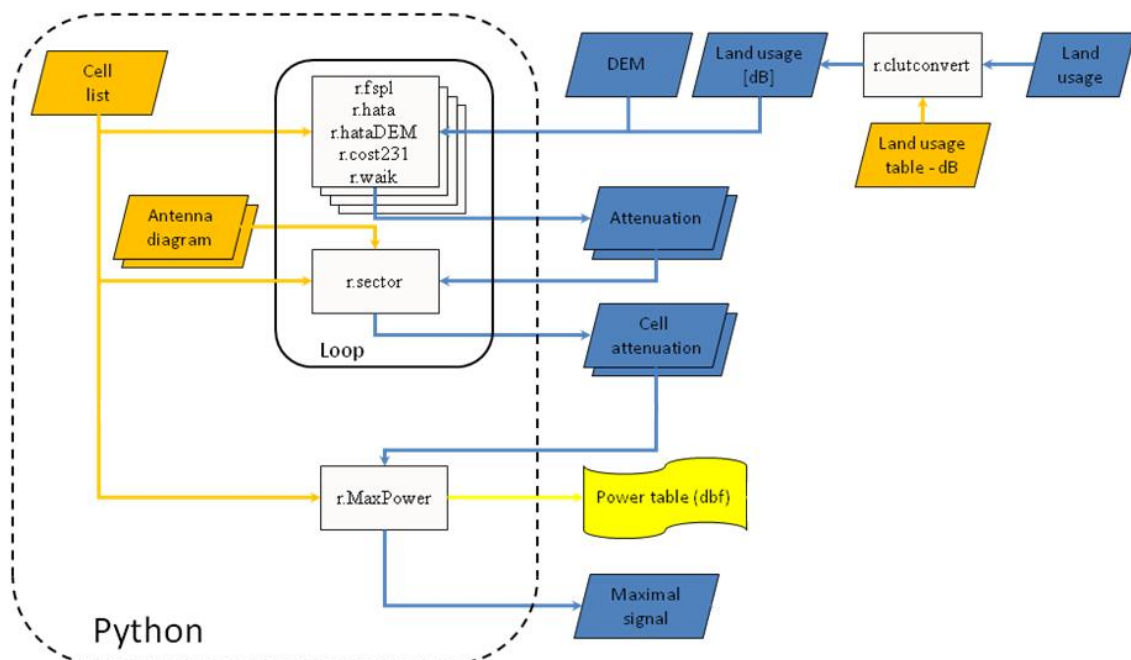 Cell
list
r.fspl
r.hata
r.hataDEM
r.cost231
r.waik
DEM
Land usage
[dB]
r.clutconvert
Land
usage
Land usage
table - dB
Antenna
diagram
Attenuation
r.sector
Cell
attenuation
Loop
r.MaxPower
Power table (dbf)
Maximal
signal
Python